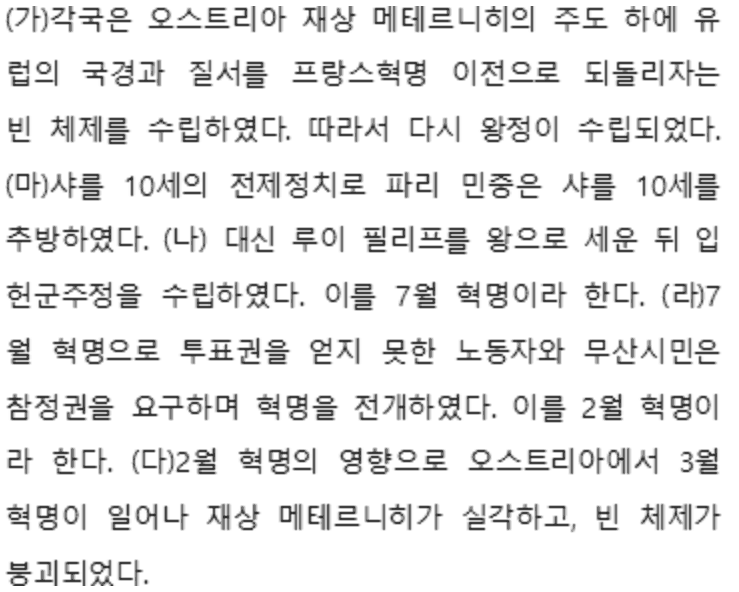 (가)각국은 오스트리아 재상 메테르니히의 주도 하에 유
럽의 국경과 질서를 프랑스혁명 이전으로 되돌리자는
빈 체제를 수립하였다. 따라서 다시 왕정이 수립되었다.
(마)샤를 10세의 전제정치로 파리 민중은 샤를 10세를
추방하였다. (나) 대신 루이 필리프를 왕으로 세운 뒤 입
헌군주정을 수립하였다. 이를 7월 혁명이라 한다. (라)7
월 혁명으로 투표권을 얻지 못한 노동자와 무산시민은
참정권을 요구하며 혁명을 전개하였다. 이를 2월 혁명이
라 한다. (다)2월 혁명의 영향으로 오스트리아에서 3월
혁명이 일어나 재상 메테르니히가 실각하고, 빈 체제가
붕괴되었다.